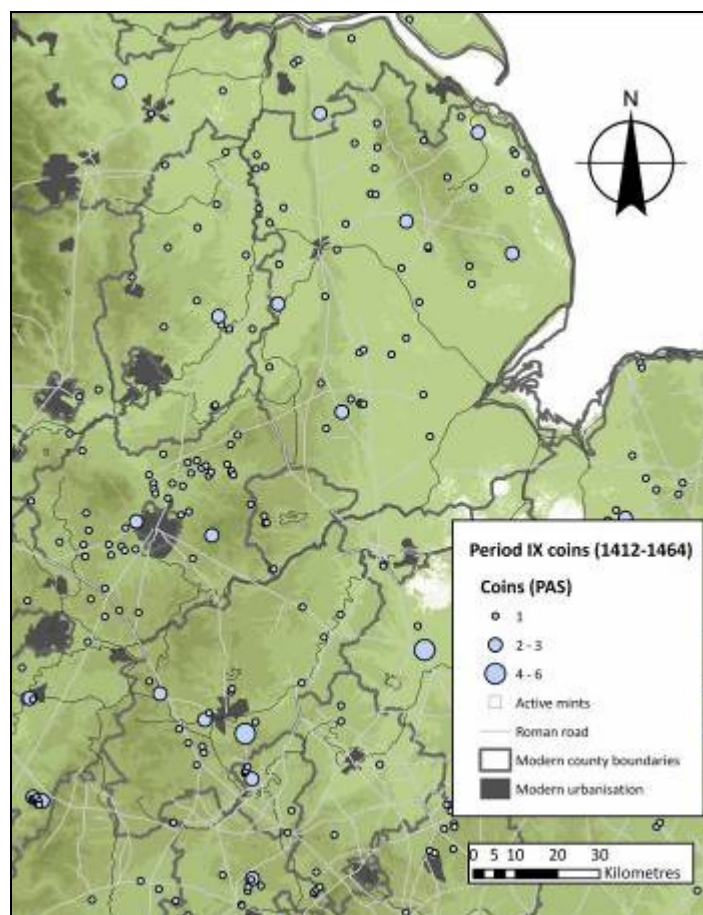 N
Period IX coins (1412-1464)
Coins (PAS)
1
2 - 3
4 - 6
Active mints
Roman road
Modern county boundaries
Modern urbanisation
0 5 10 20 30
Kilometres